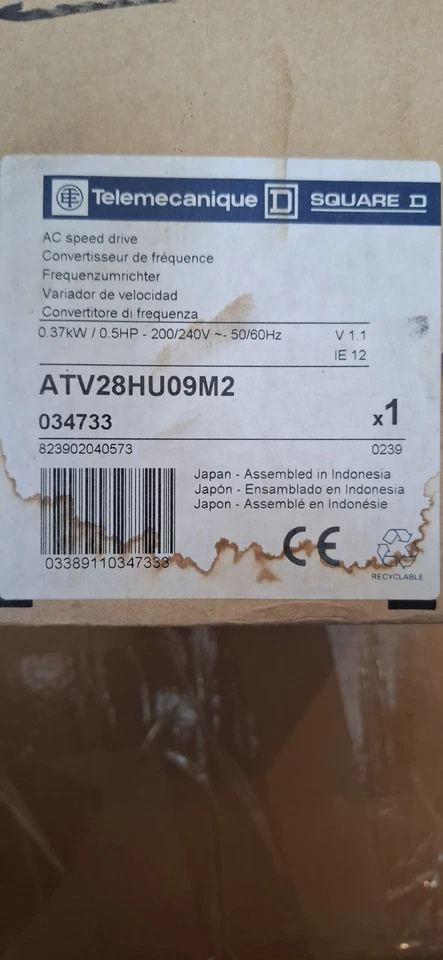 Telemecanique D SQUARE D
AC speed drive
Convertisseur de fréquence
Frequenzumrichter
Variador de velocidad
Convertitore di frequenza
0.37kW / 0.5HP - 200/240V ~- 50/60Hz V 1.1
IE 12
ATV28HU09M2
034733 x1
823902040573 0239
Japan - Assembled in Indonesia
Japón - Ensamblado en Indonesia
Japon - Assemblé en Indonésie
CE
03389110347333
RECYCLABLE